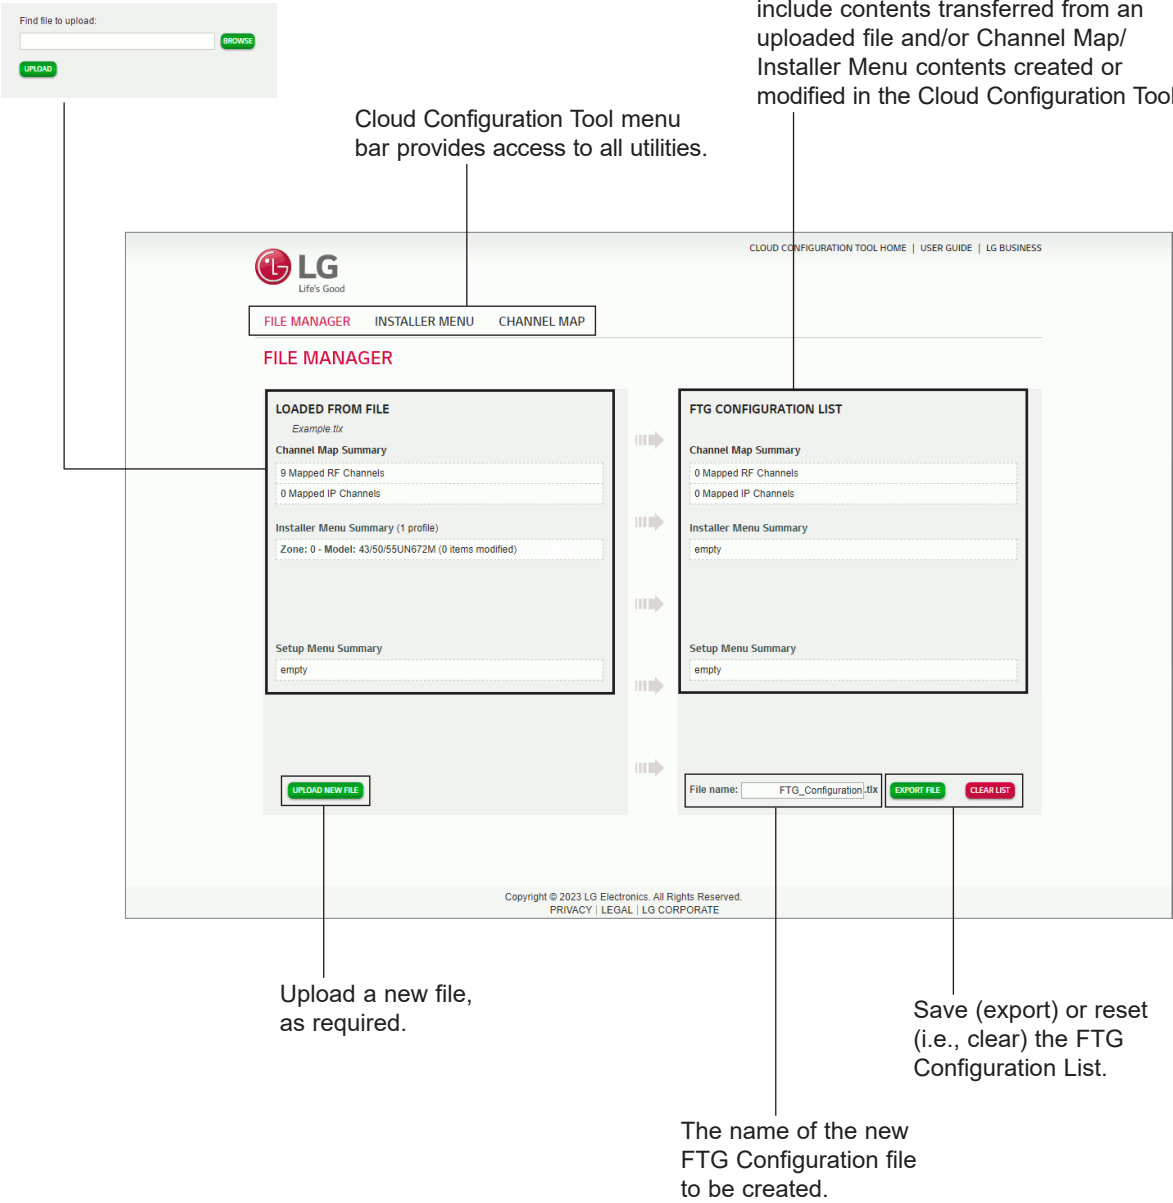 Find file to upload:
BROWSE
UPLOAD
include contents transferred from an
uploaded file and/or Channel Map/
Installer Menu contents created or
modified in the Cloud Configuration Tool
Cloud Configuration Tool menu
bar provides access to all utilities.
CLOUD CONFIGURATION TOOL HOME | USER GUIDE | LG BUSINESS
LG
Life's Good
FILE MANAGER INSTALLER MENU CHANNEL MAP
FILE MANAGER
LOADED FROM FILE
Example.tlx
Channel Map Summary
9 Mapped RF Channels
0 Mapped IP Channels
Installer Menu Summary (1 profile)
Zone: 0 - Model: 43/50/55UN672M (0 items modified)
Setup Menu Summary
empty
UPLOAD NEW FILE
FTG CONFIGURATION LIST
Channel Map Summary
0 Mapped RF Channels
0 Mapped IP Channels
Installer Menu Summary
empty
Setup Menu Summary
empty
File name: FTG_Configuration .tlx
EXPORT FILE
CLEAR LIST
Copyright © 2023 LG Electronics. All Rights Reserved.
PRIVACY | LEGAL | LG CORPORATE
Upload a new file,
as required.
Save (export) or reset
(i.e., clear) the FTG
Configuration List.
The name of the new
FTG Configuration file
to be created.